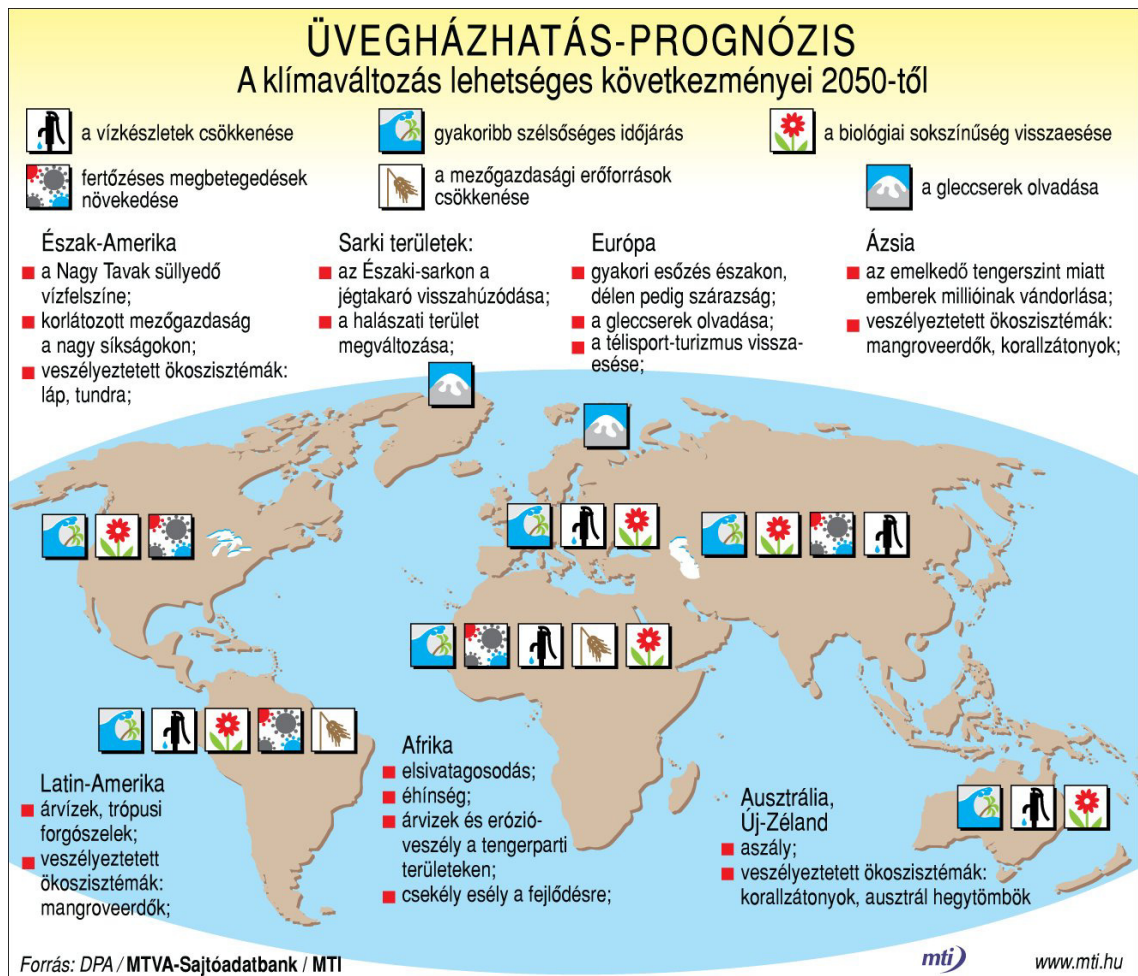 ÜVEGHÁZHATÁS-PROGNÓZIS
A klímaváltozás lehetséges következményei 2050-től
a vízkészletek csökkenése
gyakoribb szélsőséges időjárás
a biológiai sokszínűség visszaesése
fertőzéses megbetegedések
növekedése
a mezőgazdasági erőforrások
csökkenése
a gleccserek olvadása
Észak-Amerika
a Nagy Tavak süllyedő
vízfelszíne;
korlátozott mezőgazdaság
a nagy síkságokon;
veszélyeztetett ökoszisztémák:
láp, tundra;
Sarki területek:
az Északi-sarkon a
jégtakaró visszahúzódása;
a halászati terület
megváltozása;
Európa
gyakori esőzés északon,
délen pedig szárazság;
a gleccserek olvadása;
a télisport-turizmus vissza-
esése;
Ázsia
az emelkedő tengerszint miatt
emberek millióinak vándorlása;
veszélyeztetett ökoszisztémák:
mangroveerdők, korallzátonyok;
Latin-Amerika
árvízek, trópusi
forgószelek;
veszélyeztetett
ökoszisztémák:
mangroveerdők;
Afrika
elsivatagosodás;
éhínség;
árvizek és erózió-
veszély a tengerparti
területeken;
csekély esély a fejlődésre;
Ausztrália,
Új-Zéland
aszály;
veszélyeztetett ökoszisztémák:
korallzátonyok, ausztrál hegytömbök
Forrás: DPA / MTVA-Sajtóadatbank / MTI
mti
www.mti.hu